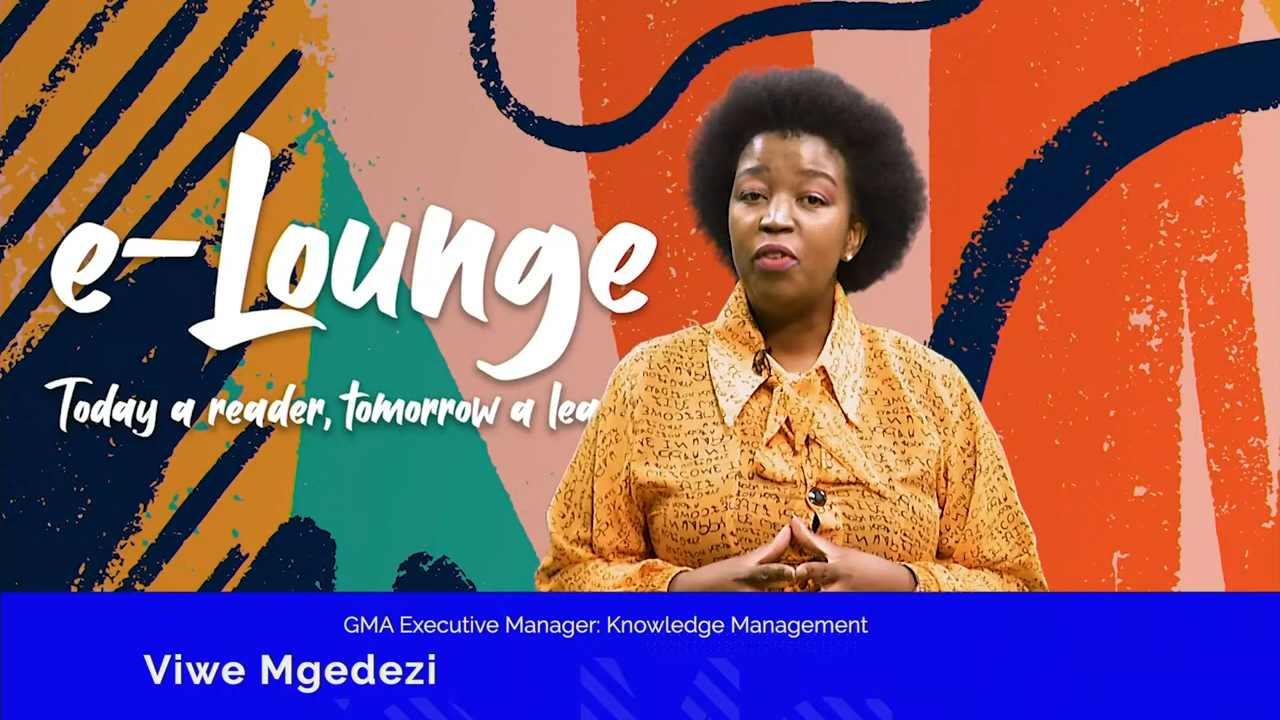 e-Lounge
Today a reader, tomorrow a lea
GMA Executive Manager: Knowledge Management
Viwe Mgedezi